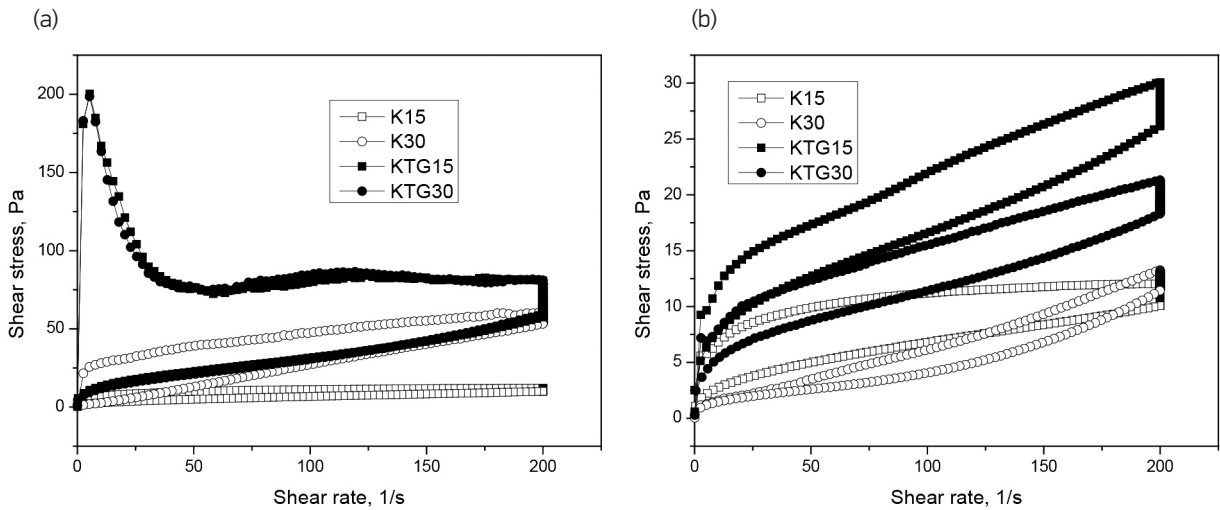 (a)
Shear stress, Pa
200
150
100
50
0
K15
K30
KTG15
KTG30
0 50 100 150 200
Shear rate, 1/s
(b)
Shear stress, Pa
30
25
20
15
10
5
0
K15
K30
KTG15
KTG30
0 50 100 150 200
Shear rate, 1/s